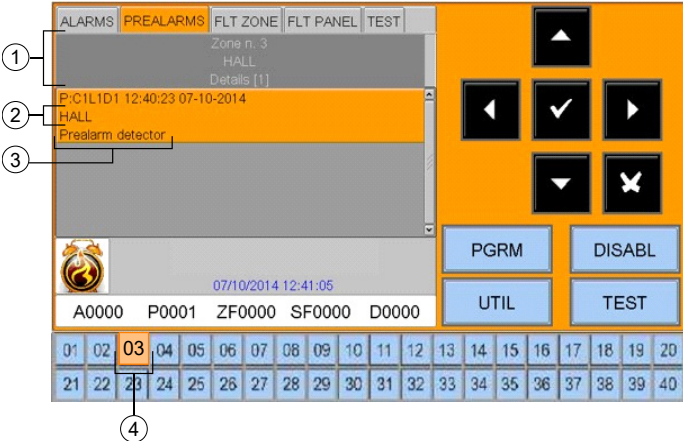 ALARMS PREALARMS FLT ZONE FLT PANEL TEST
Zone n. 3
HALL
Details [1]
P:C1L1D1 12:40:23 07-10-2014
HALL
Prealarm detector
07/10/2014 12:41:05
A0000 P0001 ZF0000 SF0000 D0000
PGRM DISABL
UTIL TEST
01 02 03 04 05 06 07 08 09 10 11 12 13 14 15 16 17 18 19 20
21 22 23 24 25 26 27 28 29 30 31 32 33 34 35 36 37 38 39 40
1
2
3
4